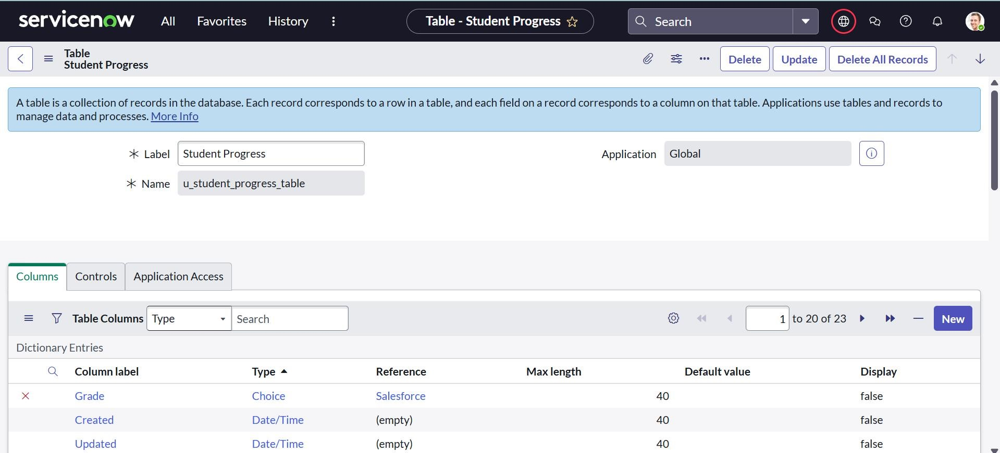 servicenow All Favorites History Table - Student Progress Search
Table
Student Progress
Delete Update Delete All Records
A table is a collection of records in the database. Each record corresponds to a row in a table, and each field on a record corresponds to a column on that table. Applications use tables and records to
manage data and processes. More Info
Label Student Progress Application Global
Name u_student_progress_table
Columns Controls Application Access
Table Columns Type Search 1 to 20 of 23 New
Dictionary Entries
Column label Type Reference Max length Default value Display
Grade Choice Salesforce 40 false
Created Date/Time (empty) 40 false
Updated Date/Time (empty) 40 false